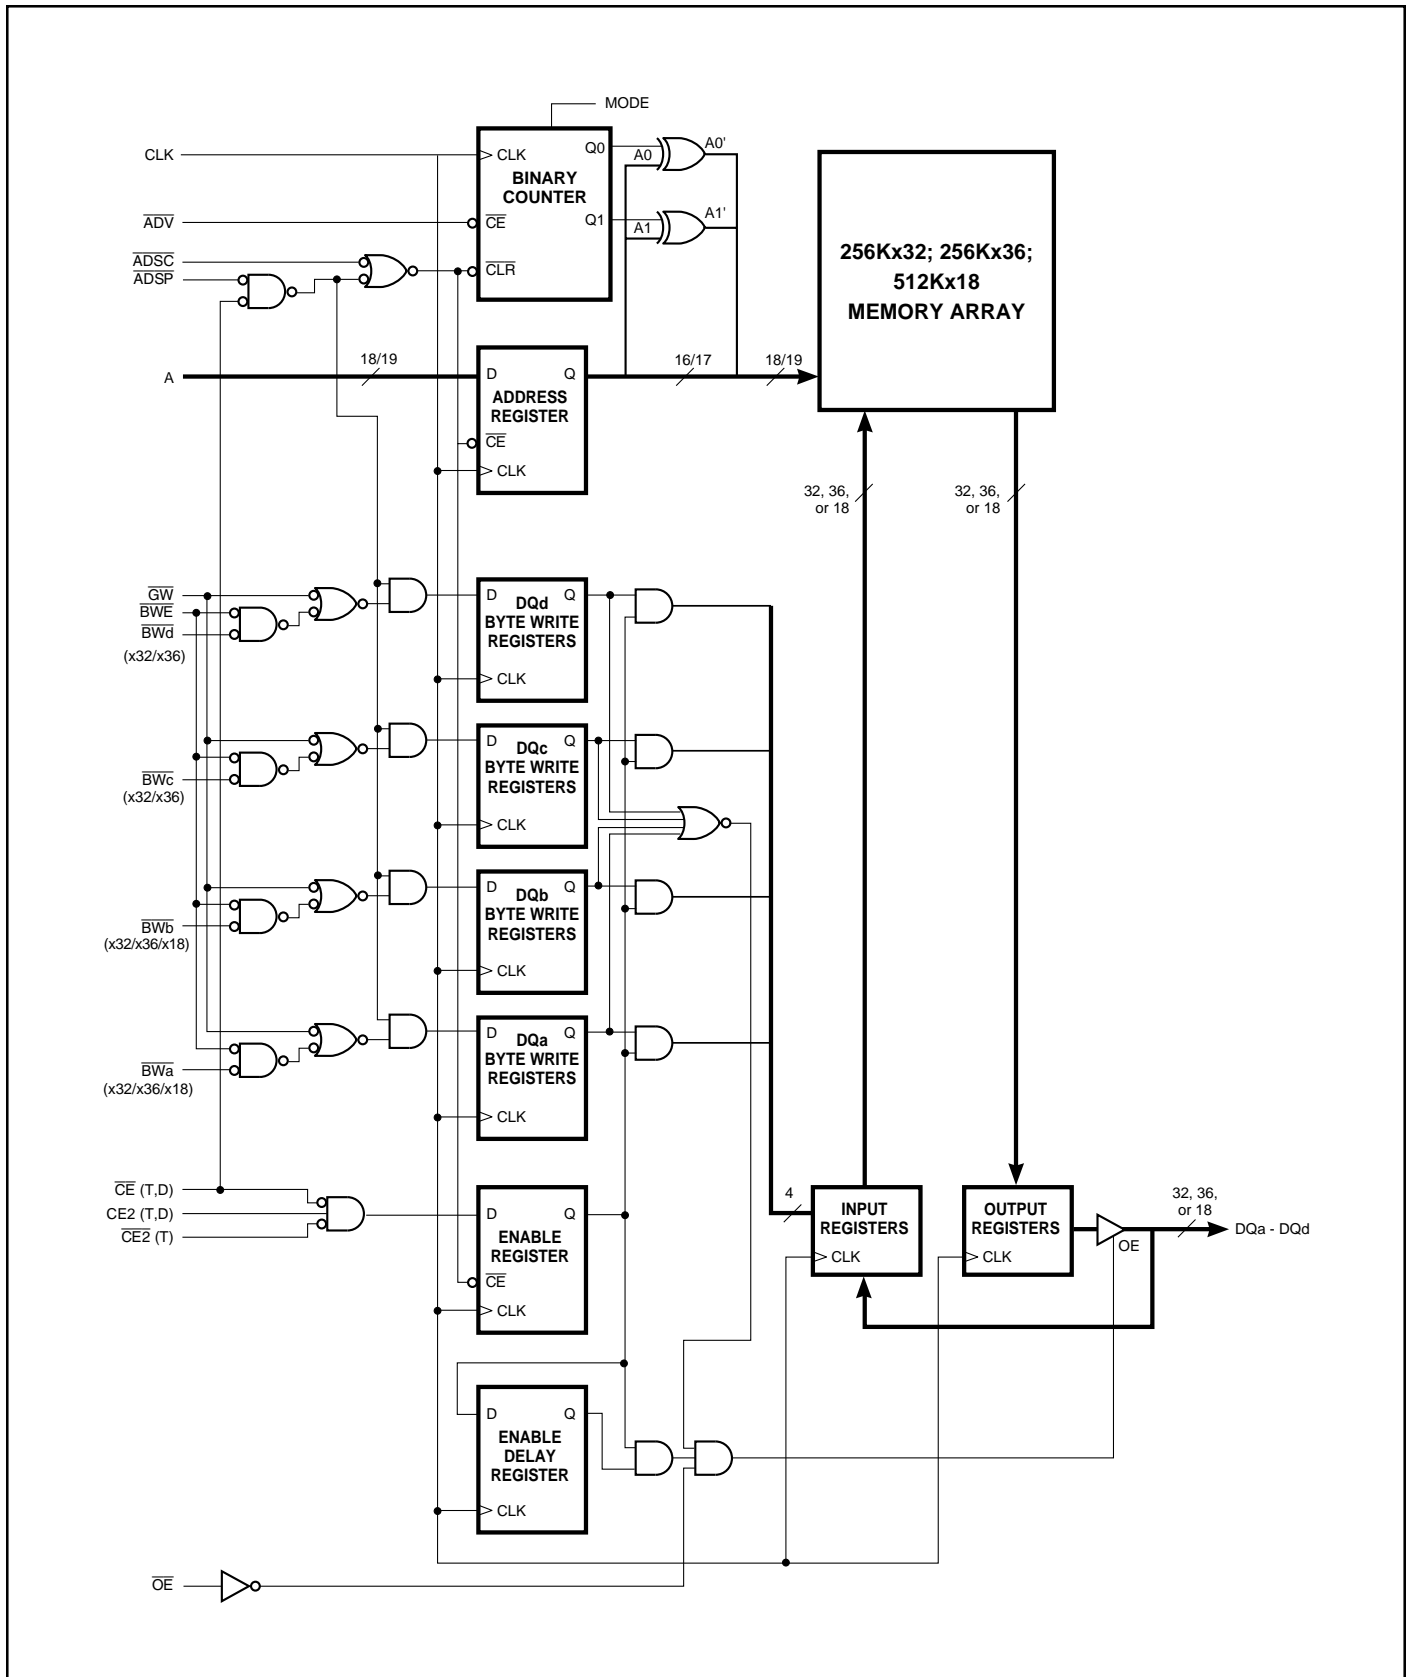 MODE
CLK
CLK
Q0
A0
A0'
BINARY
COUNTER
ADV
CE
Q1
A1
A1'
ADSC
ADSP
CLR
256Kx32; 256Kx36;
512Kx18
MEMORY ARRAY
A
18/19
D
Q
16/17
18/19
ADDRESS
REGISTER
CE
CLK
32, 36,
or 18
32, 36,
or 18
GW
BWE
BWd
(x32/x36)
D
DQd
Q
BYTE WRITE
REGISTERS
CLK
BWc
(x32/x36)
D
DQc
Q
BYTE WRITE
REGISTERS
CLK
BWb
(x32/x36/x18)
D
DQb
Q
BYTE WRITE
REGISTERS
CLK
BWa
(x32/x36/x18)
D
DQa
Q
BYTE WRITE
REGISTERS
CLK
CE (T,D)
CE2 (T,D)
CE2 (T)
D
Q
ENABLE
REGISTER
CE
CLK
4
INPUT
REGISTERS
CLK
OUTPUT
REGISTERS
CLK
OE
32, 36,
or 18
DQa - DQd
D
Q
ENABLE
DELAY
REGISTER
CLK
OE